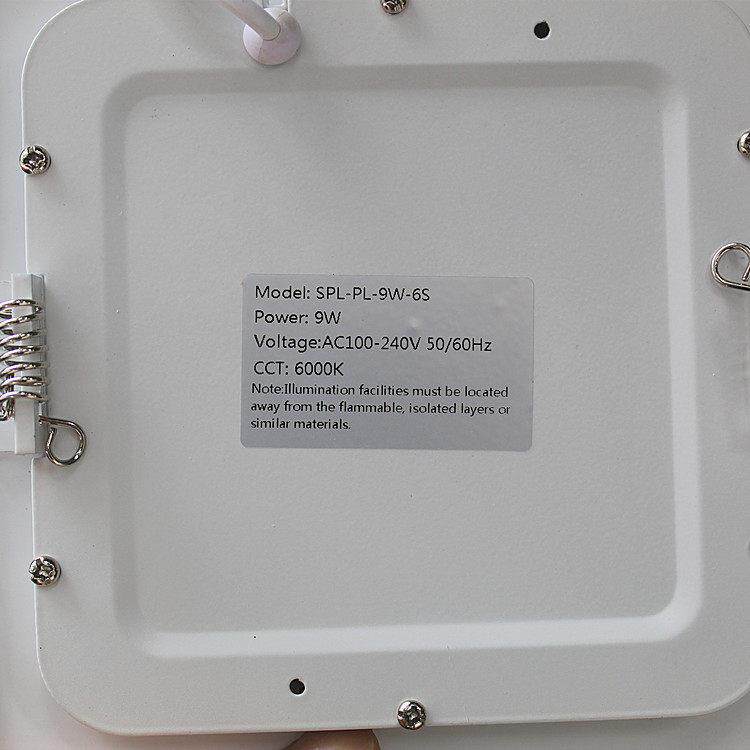 Model: SPL-PL-9W-6S
Power: 9W
Voltage:AC100-240V 50/60Hz
CCT: 6000K
Note:Illumination facilities must be located
away from the flammable, isolated layers or
similar materials.